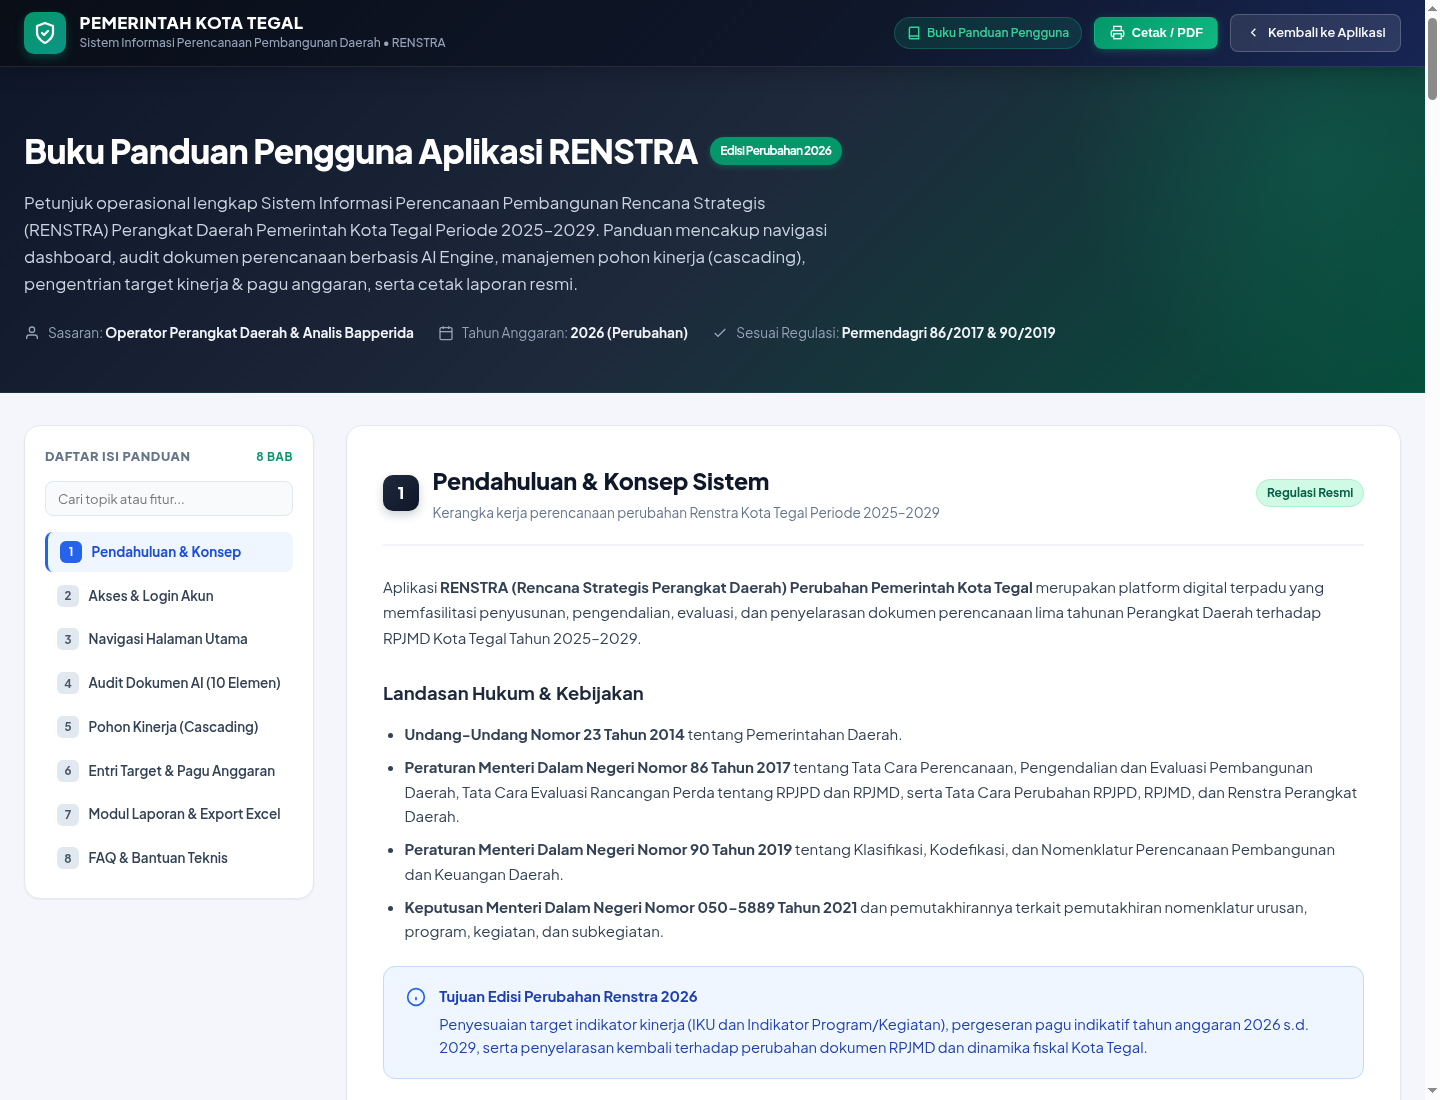 PEMERINTAH KOTA TEGAL
Sistem Informasi Perencanaan Pembangunan Daerah • RENSTRA
Buku Panduan Pengguna
Cetak / PDF
Kembali ke Aplikasi
Buku Panduan Pengguna Aplikasi RENSTRA
Edisi Perubahan 2026
Petunjuk operasional lengkap Sistem Informasi Perencanaan Pembangunan Rencana Strategis
(RENSTRA) Perangkat Daerah Pemerintah Kota Tegal Periode 2025–2029. Panduan mencakup navigasi
dashboard, audit dokumen perencanaan berbasis AI Engine, manajemen pohon kinerja (cascading),
pengentrian target kinerja & pagu anggaran, serta cetak laporan resmi.
Sasaran: Operator Perangkat Daerah & Analis Bapperida
Tahun Anggaran: 2026 (Perubahan)
Sesuai Regulasi: Permendagri 86/2017 & 90/2019
DAFTAR ISI PANDUAN
8 BAB
Cari topik atau fitur...
1 Pendahuluan & Konsep
2 Akses & Login Akun
3 Navigasi Halaman Utama
4 Audit Dokumen AI (10 Elemen)
5 Pohon Kinerja (Cascading)
6 Entri Target & Pagu Anggaran
7 Modul Laporan & Export Excel
8 FAQ & Bantuan Teknis
1 Pendahuluan & Konsep Sistem
Kerangka kerja perencanaan perubahan Renstra Kota Tegal Periode 2025–2029
Regulasi Resmi
Aplikasi RENSTRA (Rencana Strategis Perangkat Daerah) Perubahan Pemerintah Kota Tegal merupakan platform digital terpadu yang
memfasilitasi penyusunan, pengendalian, evaluasi, dan penyelarasan dokumen perencanaan lima tahunan Perangkat Daerah terhadap
RPJMD Kota Tegal Tahun 2025–2029.
Landasan Hukum & Kebijakan
• Undang-Undang Nomor 23 Tahun 2014 tentang Pemerintahan Daerah.
• Peraturan Menteri Dalam Negeri Nomor 86 Tahun 2017 tentang Tata Cara Perencanaan, Pengendalian dan Evaluasi Pembangunan
Daerah, Tata Cara Evaluasi Rancangan Perda tentang RPJPD dan RPJMD, serta Tata Cara Perubahan RPJPD, RPJMD, dan Renstra Perangkat
Daerah.
• Peraturan Menteri Dalam Negeri Nomor 90 Tahun 2019 tentang Klasifikasi, Kodefikasi, dan Nomenklatur Perencanaan Pembangunan
dan Keuangan Daerah.
• Keputusan Menteri Dalam Negeri Nomor 050-5889 Tahun 2021 dan pemutakhirannya terkait pemutakhiran nomenklatur urusan,
program, kegiatan, dan subkegiatan.
Tujuan Edisi Perubahan Renstra 2026
Penyesuaian target indikator kinerja (IKU dan Indikator Program/Kegiatan), pergeseran pagu indikatif tahun anggaran 2026 s.d.
2029, serta penyelarasan kembali terhadap perubahan dokumen RPJMD dan dinamika fiskal Kota Tegal.